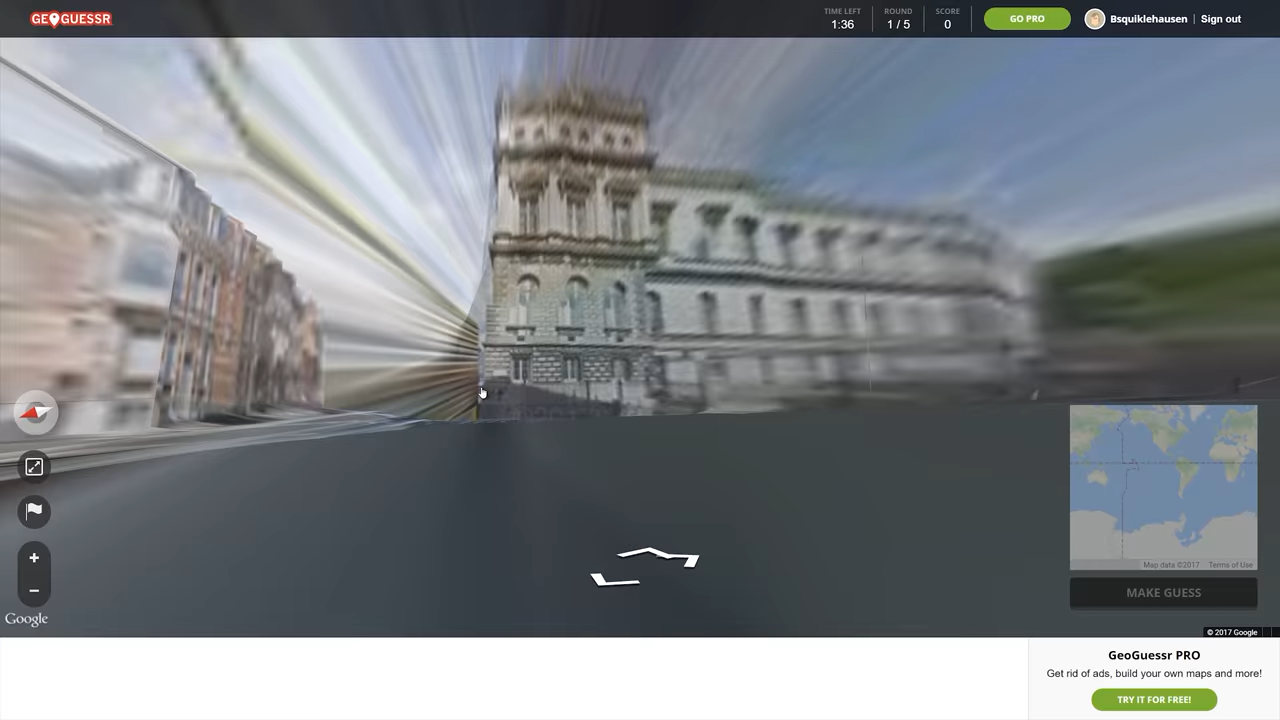 GEOGUESSR
TIME LEFT
1:36
ROUND
1 / 5
SCORE
0
GO PRO
Bsquiklehausen | Sign out
+
−
Google
Map data ©2017 Terms of Use
MAKE GUESS
© 2017 Google
GeoGuessr PRO
Get rid of ads, build your own maps and more!
TRY IT FOR FREE!